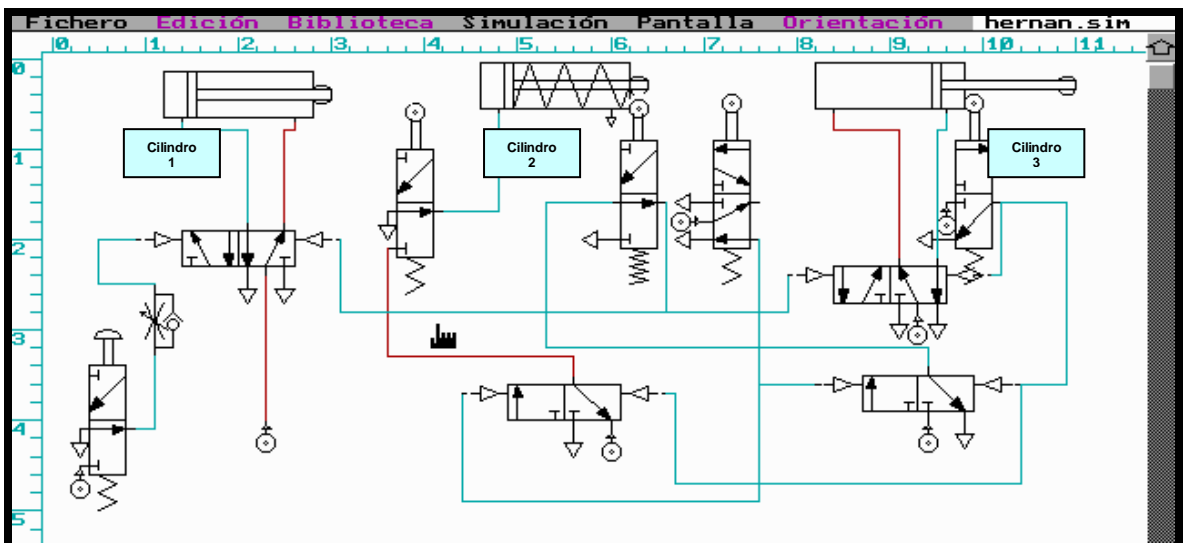 Fichero Edición Biblioteca Simulación Pantalla Orientación hernan.sim
0 1 2 3 4 5 6 7 8 9 10 11
0
Cilindro
1
Cilindro
2
Cilindro
3
1
2
3
4
5